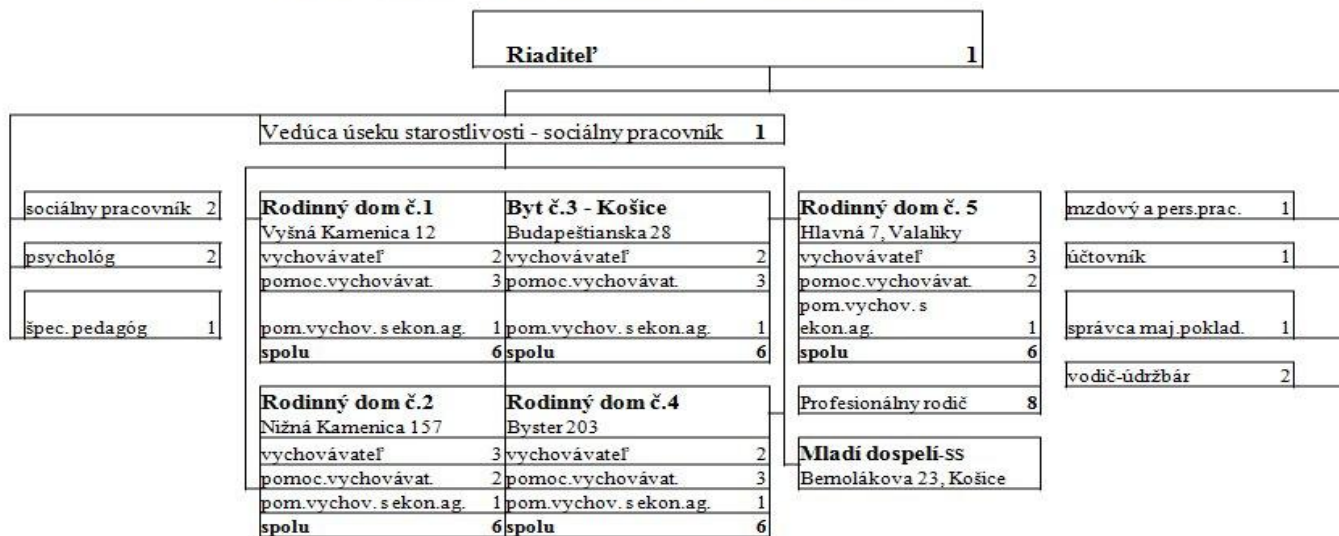 Riaditeľ 1
Vedúca úseku starostlivosti - sociálny pracovník 1
sociálny pracovník 2
psychológ 2
špec. pedagóg 1
Rodinný dom č.1
Vyšná Kamenica 12
vychovávateľ 2
pomoc.vychovávat. 3
pom.vychov. s ekon.ag. 1
spolu 6
Byt č.3 - Košice
Budapeštianska 28
vychovávateľ 2
pomoc.vychovávat. 3
pom.vychov. s ekon.ag. 1
spolu 6
Rodinný dom č. 5
Hlavná 7, Valaliky
vychovávateľ 3
pomoc.vychovávat. 2
pom.vychov. s
ekon.ag. 1
spolu 6
mzdový a pers.prac. 1
účtovník 1
správca maj.poklad. 1
vodič-údržbár 2
Rodinný dom č.2
Nižná Kamenica 157
vychovávateľ 3
pomoc.vychovávat. 2
pom.vychov. s ekon.ag. 1
spolu 6
Rodinný dom č.4
Byster 203
vychovávateľ 2
pomoc.vychovávat. 3
pom.vychov. s ekon.ag. 1
spolu 6
Profesionálny rodič 8
Mladí dospelí-SS
Bernolákova 23, Košice